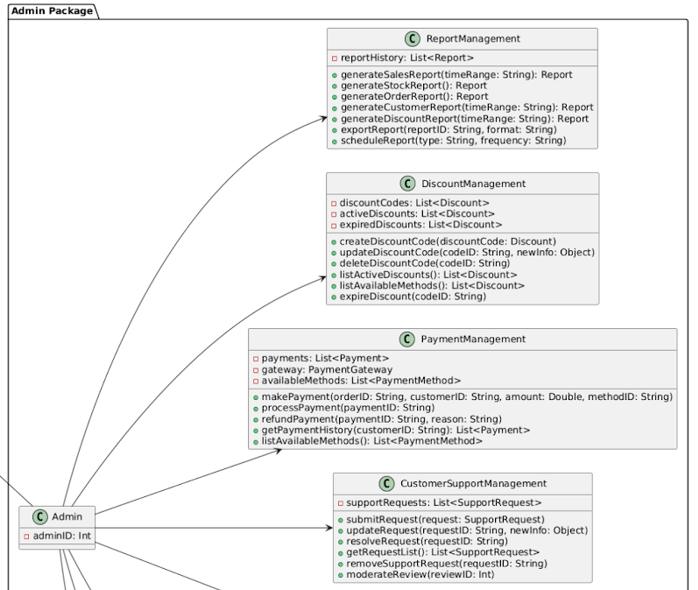 Admin Package
C ReportManagement
reportHistory: List<Report>
generateSalesReport(timeRange: String): Report
generateStockReport(): Report
generateOrderReport(): Report
generateCustomerReport(timeRange: String): Report
generateDiscountReport(timeRange: String): Report
exportReport(reportID: String, format: String)
scheduleReport(type: String, frequency: String)
C DiscountManagement
discountCodes: List<Discount>
activeDiscounts: List<Discount>
expiredDiscounts: List<Discount>
createDiscountCode(discountCode: Discount)
updateDiscountCode(codeID: String, newInfo: Object)
deleteDiscountCode(codeID: String)
listActiveDiscounts(): List<Discount>
listAvailableMethods(): List<Discount>
expireDiscount(codeID: String)
C PaymentManagement
payments: List<Payment>
gateway: PaymentGateway
availableMethods: List<PaymentMethod>
makePayment(orderID: String, customerID: String, amount: Double, methodID: String)
processPayment(paymentID: String)
refundPayment(paymentID: String, reason: String)
getPaymentHistory(customerID: String): List<Payment>
listAvailableMethods(): List<PaymentMethod>
C CustomerSupportManagement
supportRequests: List<SupportRequest>
submitRequest(request: SupportRequest)
updateRequest(requestID: String, newInfo: Object)
resolveRequest(requestID: String)
getRequestList(): List<SupportRequest>
removeSupportRequest(requestID: String)
moderateReview(reviewID: Int)
C Admin
adminID: Int